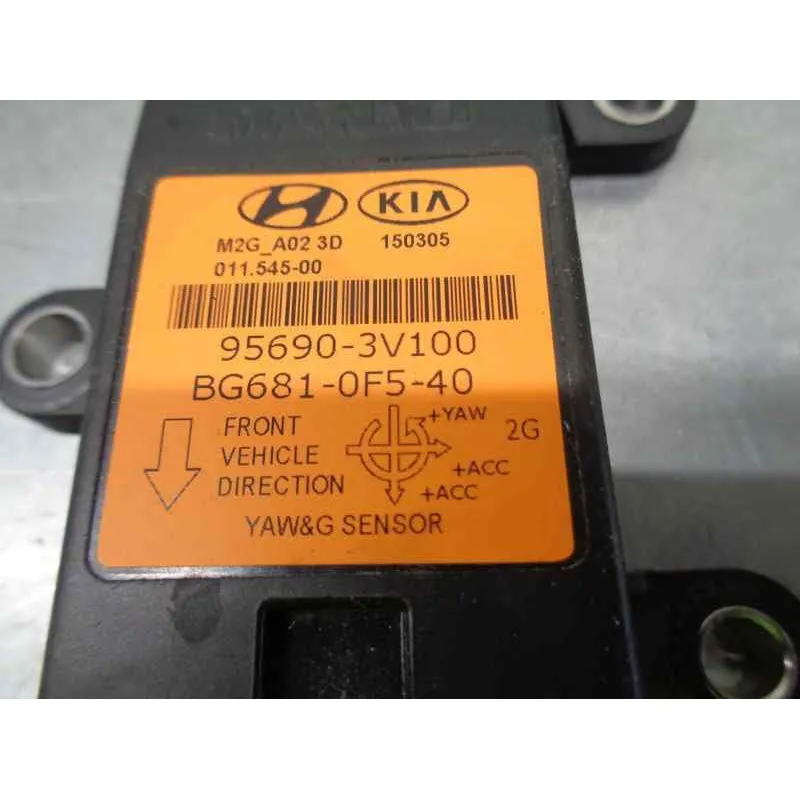 KIA
M2G_A02 3D 150305
011.545-00
95690-3V100
BG681-0F5-40
FRONT
VEHICLE
DIRECTION
+YAW
2G
+ACC
+ACC
YAW&G SENSOR